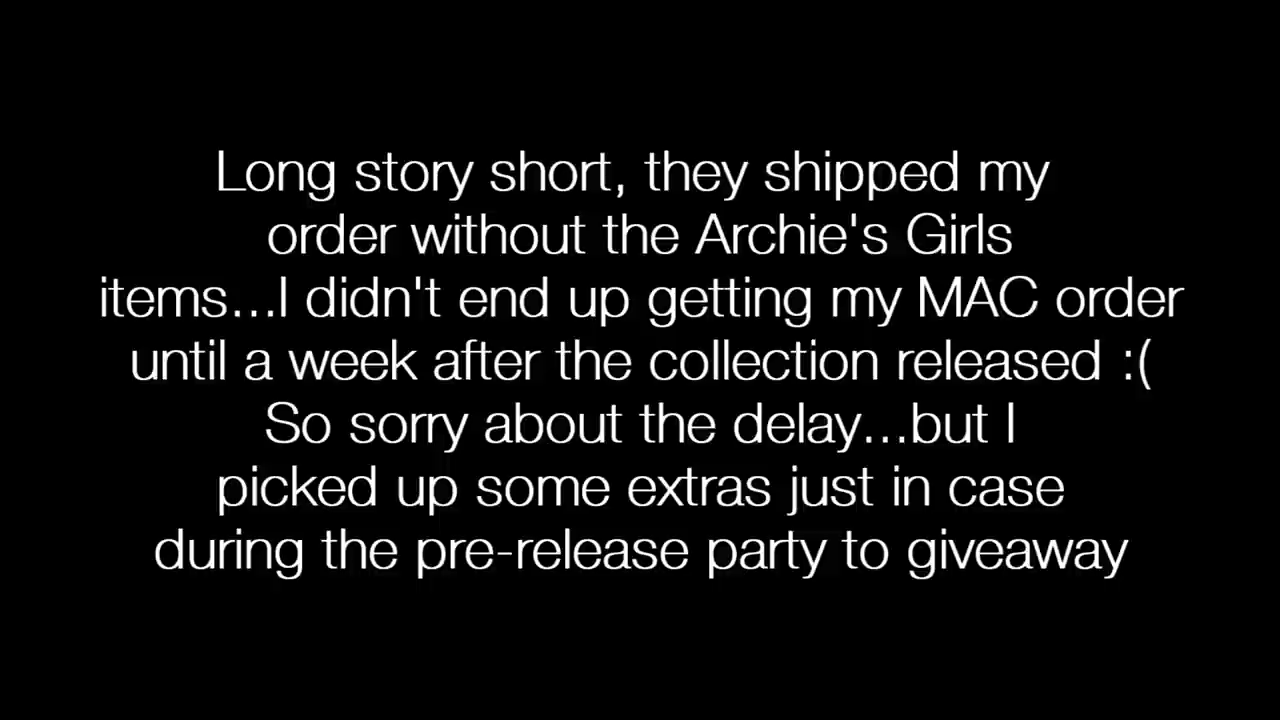 Long story short, they shipped my
order without the Archie's Girls
items...I didn't end up getting my MAC order
until a week after the collection released :(
So sorry about the delay...but I
picked up some extras just in case
during the pre-release party to giveaway